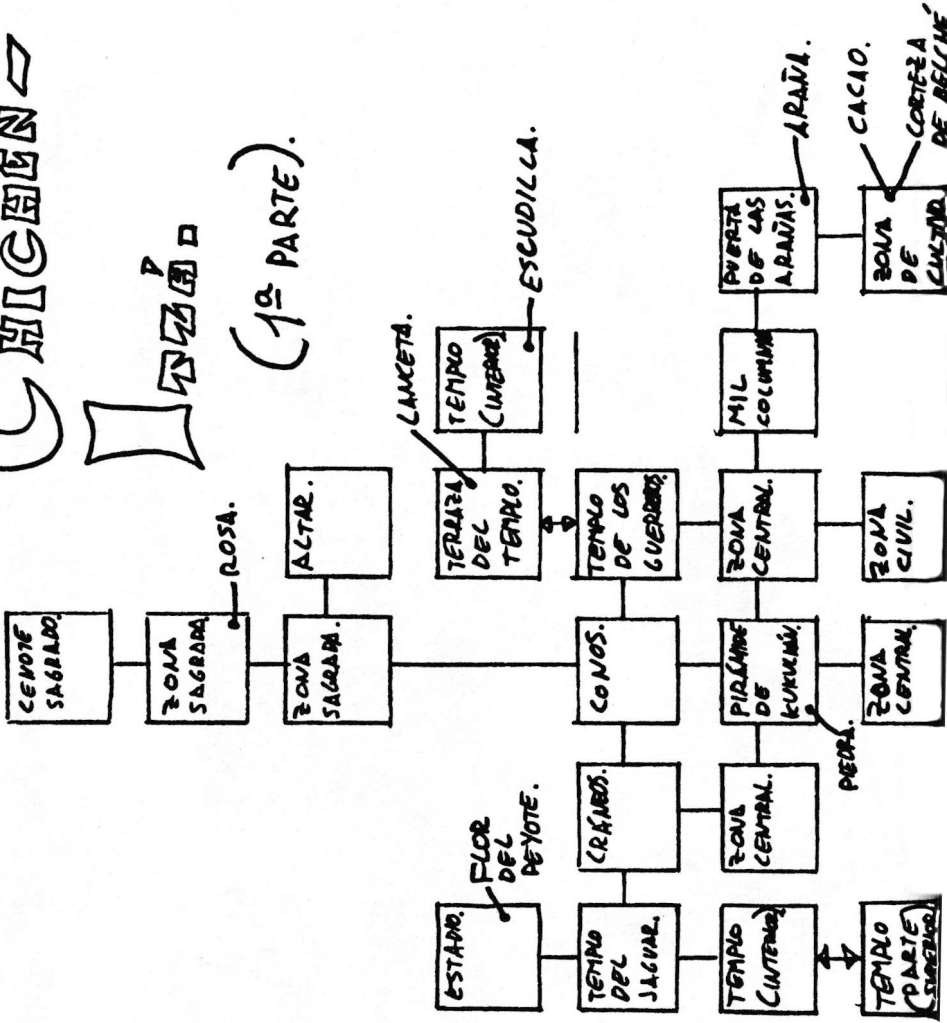 CHICHEN-
ITZÁ.
(1ª PARTE).
CENOTE
SAGRADO.
ZONA
SAGRADA.
ROSA.
ZONA
SAGRADA.
ALTAR.
ESTADIO.
FLOR
DEL
PEYOTE.
TERRAZA
DEL
TEMPLO.
LANCETA.
TEMPLO
(INTERIOR)
ESCUDILLA.
TEMPLO
DEL
JAGUAR.
CRÁNEOS.
CONOS.
TEMPLO
DE LOS
GUERREROS.
TEMPLO
(INTERIOR)
ZONA
CENTRAL.
PIRÁMIDE
DE
KUKULKÁN.
PIEDRA.
ZONA
CENTRAL.
MIL
COLUMNAS
PUERTA
DE LAS
ARAÑAS.
ARAÑA.
TEMPLO
(PARTE
SUPERIOR)
ZONA
CENTRAL.
ZONA
CIVIL.
ZONA
DE
CULTIVO.
CACAO.
CORTEZA
DE BELCHÉ